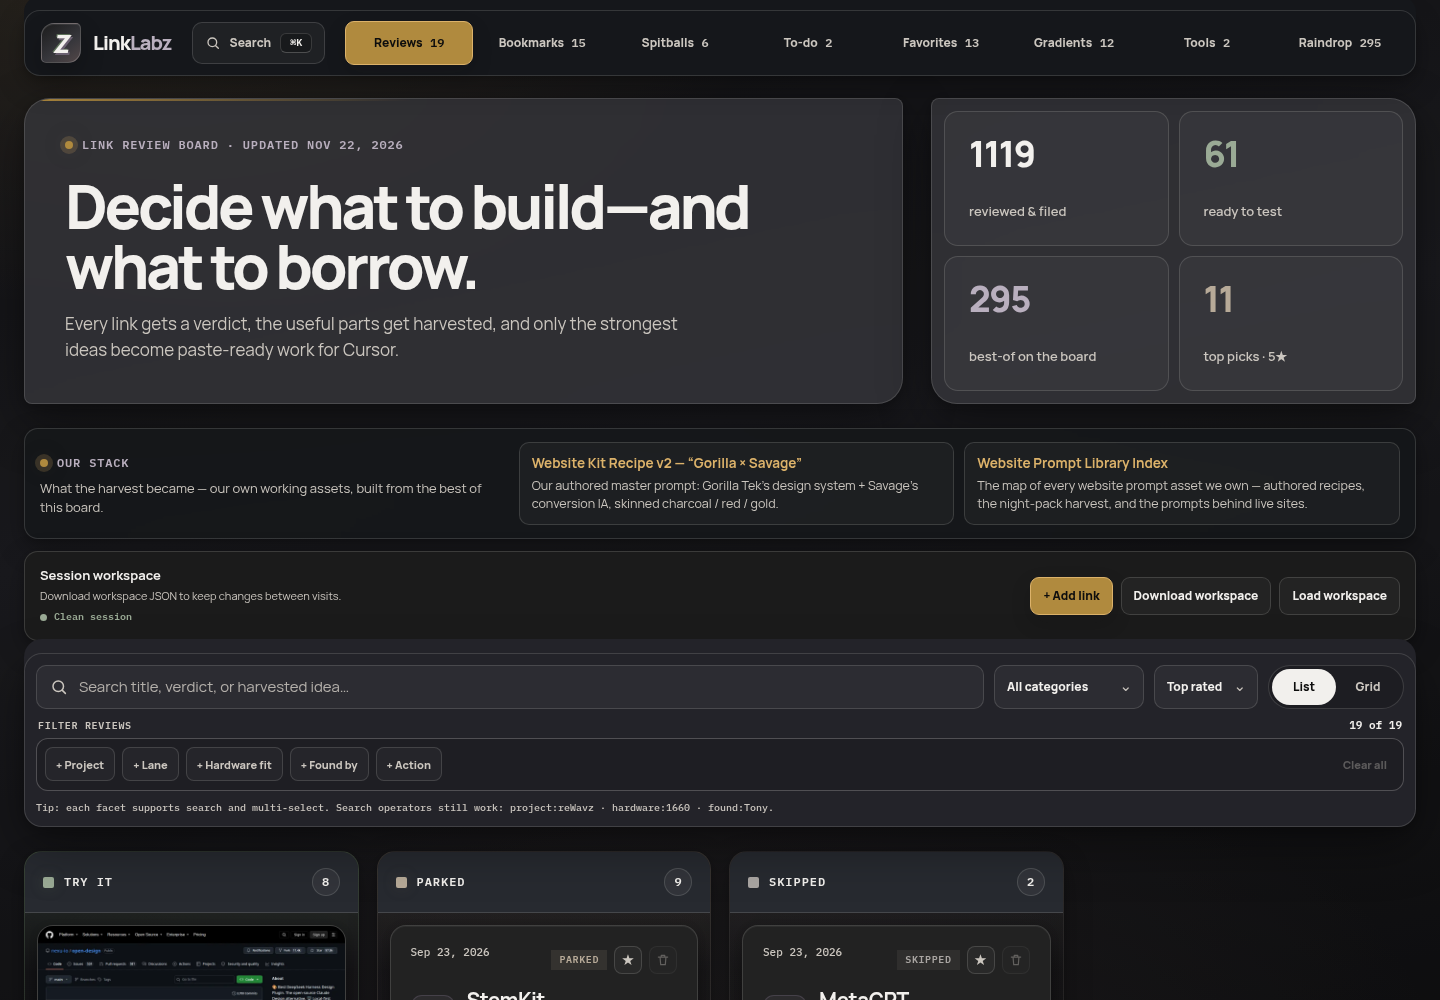 Z LinkLabz
Search ⌘K
Reviews 19
Bookmarks 15
Spitballs 6
To-do 2
Favorites 13
Gradients 12
Tools 2
Raindrop 295
LINK REVIEW BOARD · UPDATED NOV 22, 2026
Decide what to build—and
what to borrow.
Every link gets a verdict, the useful parts get harvested, and only the strongest
ideas become paste-ready work for Cursor.
1119
reviewed & filed
61
ready to test
295
best-of on the board
11
top picks · 5★
OUR STACK
What the harvest became — our own working assets, built from the best of
this board.
Website Kit Recipe v2 — “Gorilla × Savage”
Our authored master prompt: Gorilla Tek's design system + Savage's
conversion IA, skinned charcoal / red / gold.
Website Prompt Library Index
The map of every website prompt asset we own — authored recipes,
the night-pack harvest, and the prompts behind live sites.
Session workspace
Download workspace JSON to keep changes between visits.
Clean session
+ Add link
Download workspace
Load workspace
Search title, verdict, or harvested idea…
All categories
Top rated
List
Grid
FILTER REVIEWS
19 of 19
+ Project
+ Lane
+ Hardware fit
+ Found by
+ Action
Clear all
Tip: each facet supports search and multi-select. Search operators still work: project:reWavz · hardware:1660 · found:Tony.
TRY IT
8
PARKED
9
SKIPPED
2
Sep 23, 2026
PARKED
StemKit
Sep 23, 2026
SKIPPED
MetaGPT